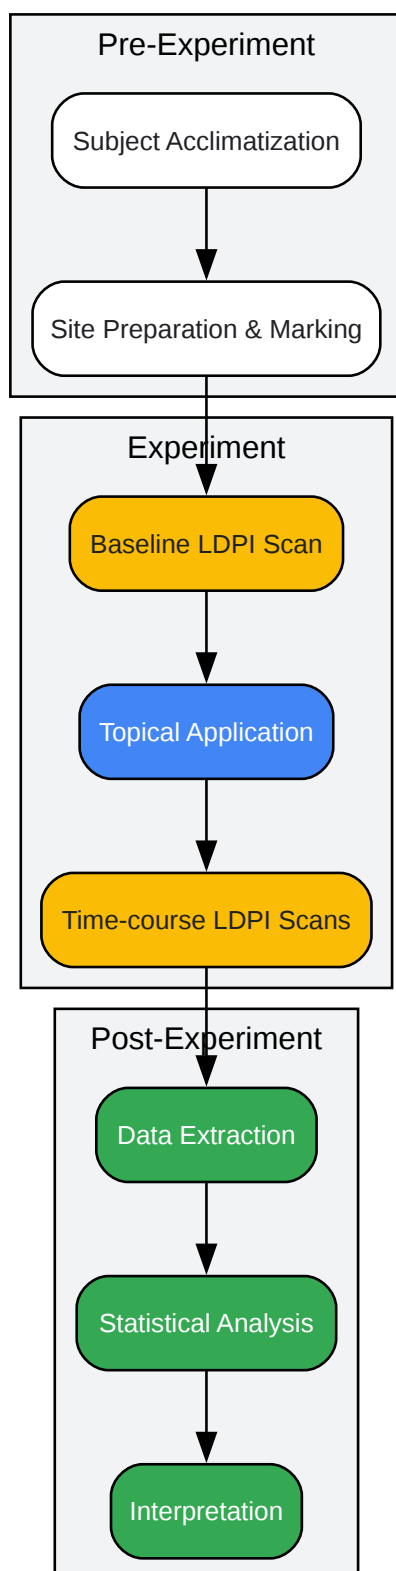 Pre-Experiment
Subject Acclimatization
Site Preparation & Marking
Experiment
Baseline LDPI Scan
Topical Application
Time-course LDPI Scans
Post-Experiment
Data Extraction
Statistical Analysis
Interpretation